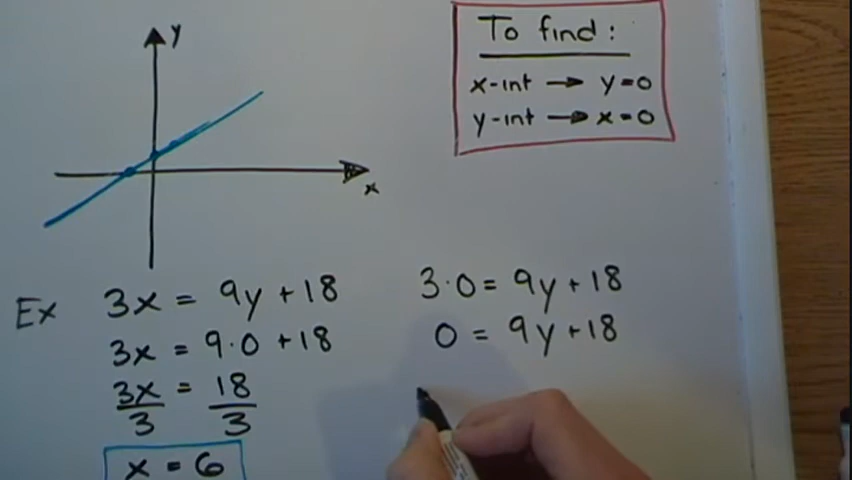 y
x
To find:
x-int → y=0
y-int → x=0
Ex 3x = 9y + 18
3x = 9·0 + 18
3x/3 = 18/3
x = 6
3·0 = 9y + 18
0 = 9y + 18